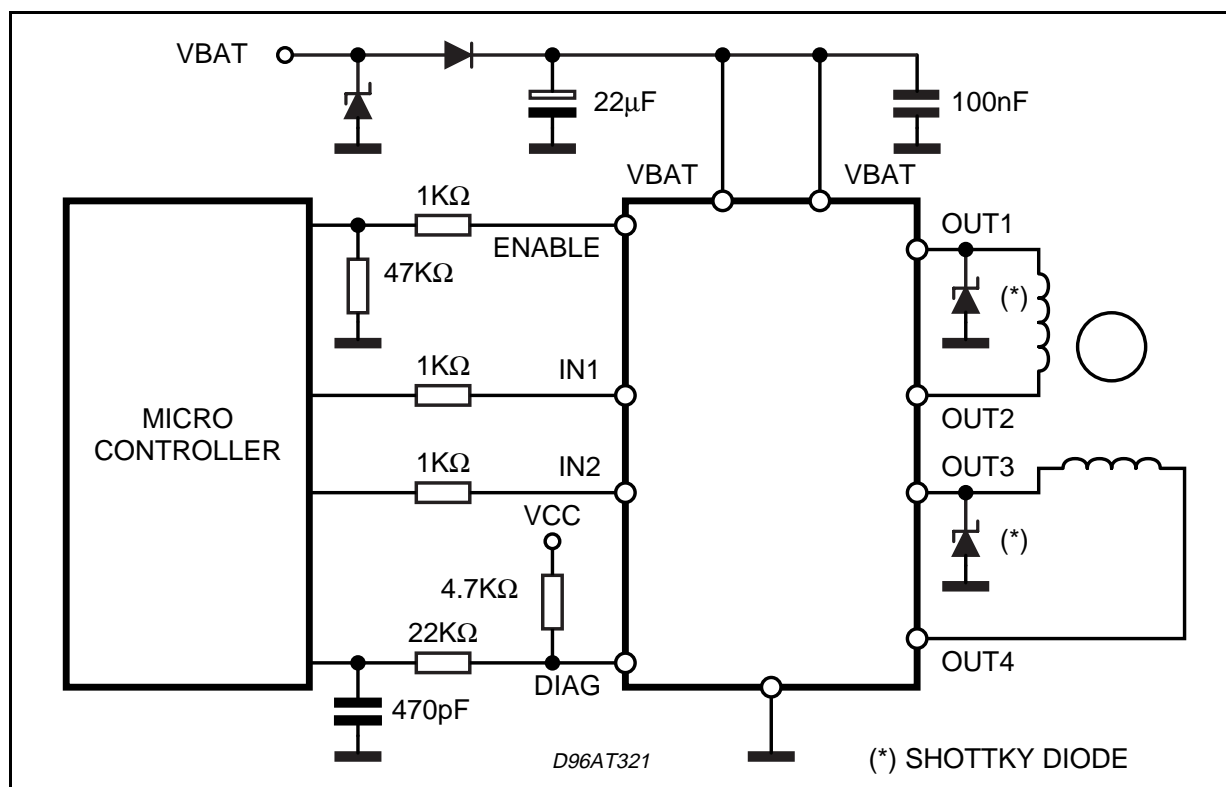 VBAT
22μF
100nF
VBAT
VBAT
1KΩ
ENABLE
OUT1
47KΩ
(*)
1KΩ
IN1
MICRO
CONTROLLER
OUT2
1KΩ
IN2
OUT3
VCC
(*)
4.7KΩ
22KΩ
DIAG
OUT4
470pF
D96AT321
(*) SHOTTKY DIODE